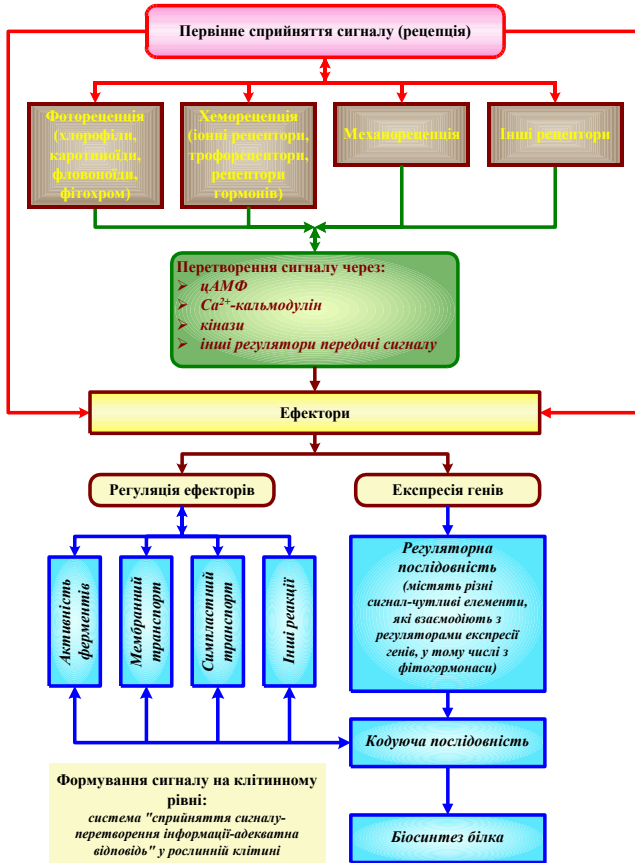 Первінне сприйняття сигналу (рецепція)
Фоторецепція
(хлорофіли,
каротиноїди,
фловоноїди,
фітохром)
Хеморецепція
(іонні рецептори,
трофорецептори,
рецептори
гормонів)
Механорецепція
Інші рецептори
Перетворення сигналу через:
➢ цАМФ
➢ Са²⁺-кальмодулін
➢ кінази
➢ інші регулятори передачі сигналу
Ефектори
Регуляція ефекторів
Експресія генів
Активність
ферментів
Мембранний
транспорт
Симпластний
транспорт
Інші реакції
Регуляторна
послідовність
(містять різні
сигнал-чутливі елементи,
які взаємодіють з
регуляторами експресії
генів, у тому числі з
фітогормонаси)
Кодуюча послідовність
Біосинтез білка
Формування сигналу на клітинному
рівні:
система "сприйняття сигналу-
перетворення інформації-адекватна
відповідь" у рослинній клітині